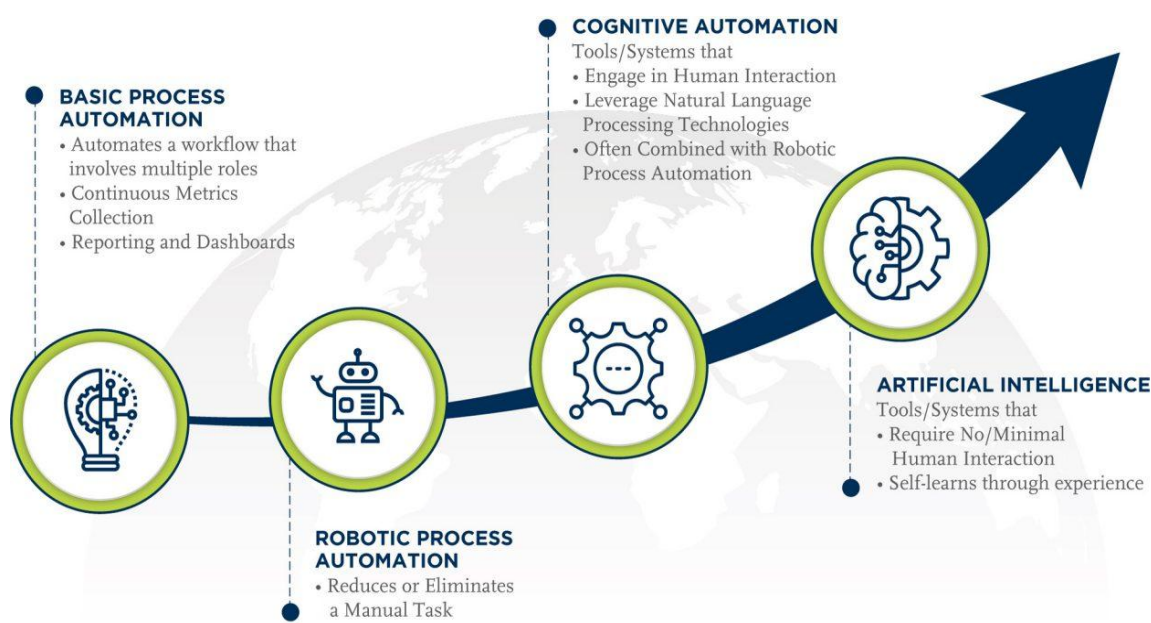 BASIC PROCESS
AUTOMATION
• Automates a workflow that
involves multiple roles
• Continuous Metrics
Collection
• Reporting and Dashboards
ROBOTIC PROCESS
AUTOMATION
• Reduces or Eliminates
a Manual Task
COGNITIVE AUTOMATION
Tools/Systems that
• Engage in Human Interaction
• Leverage Natural Language
Processing Technologies
• Often Combined with Robotic
Process Automation
ARTIFICIAL INTELLIGENCE
Tools/Systems that
• Require No/Minimal
Human Interaction
• Self-learns through experience